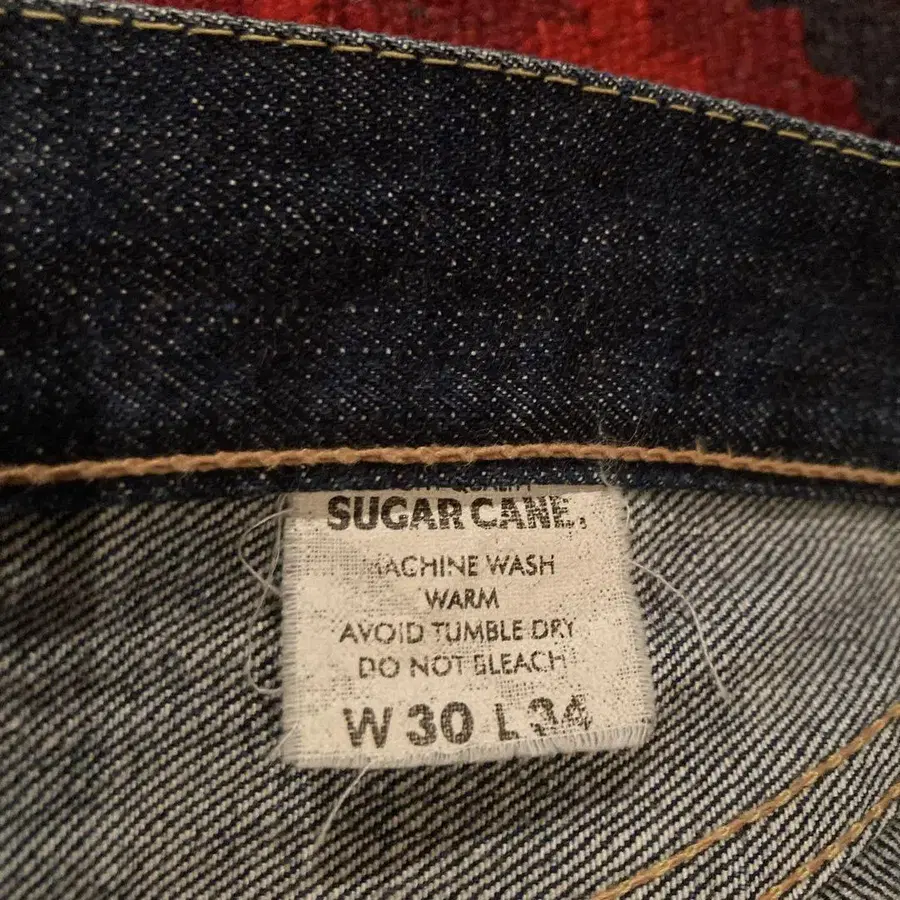 SUGAR CANE.
MACHINE WASH
WARM
AVOID TUMBLE DRY
DO NOT BLEACH
W 30 L 34